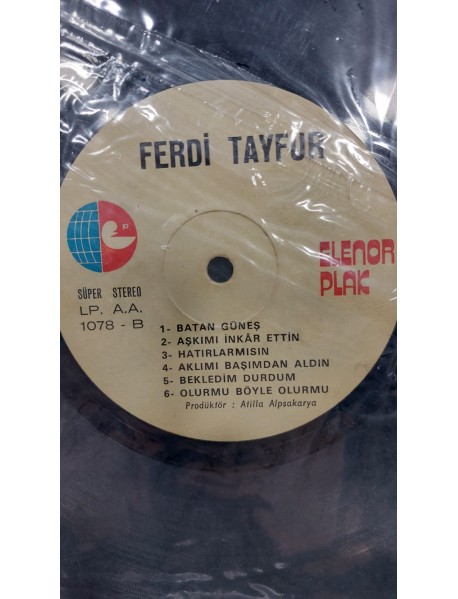 FERDİ TAYFUR
ELENOR
PLAK
SÜPER STEREO
LP. A.A.
1078 - B
1- BATAN GÜNEŞ
2- AŞKIMI İNKÂR ETTİN
3- HATIRLARMISIN
4- AKLIMI BAŞIMDAN ALDIN
5- BEKLEDİM DURDUM
6- OLURMU BÖYLE OLURMU
Prodüktör : Atilla Alpsakarya